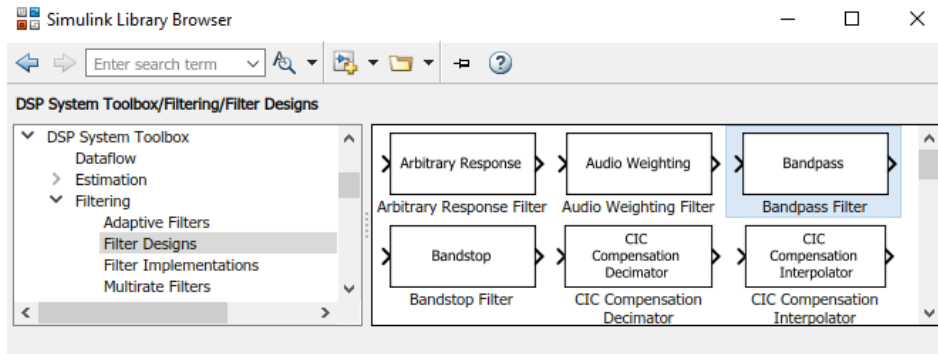 Simulink Library Browser
Enter search term
DSP System Toolbox/Filtering/Filter Designs
DSP System Toolbox
Dataflow
Estimation
Filtering
Adaptive Filters
Filter Designs
Filter Implementations
Multirate Filters
Arbitrary Response
Arbitrary Response Filter
Audio Weighting
Audio Weighting Filter
Bandpass
Bandpass Filter
Bandstop
Bandstop Filter
CIC
Compensation
Decimator
CIC Compensation
Decimator
CIC
Compensation
Interpolator
CIC Compensation
Interpolator